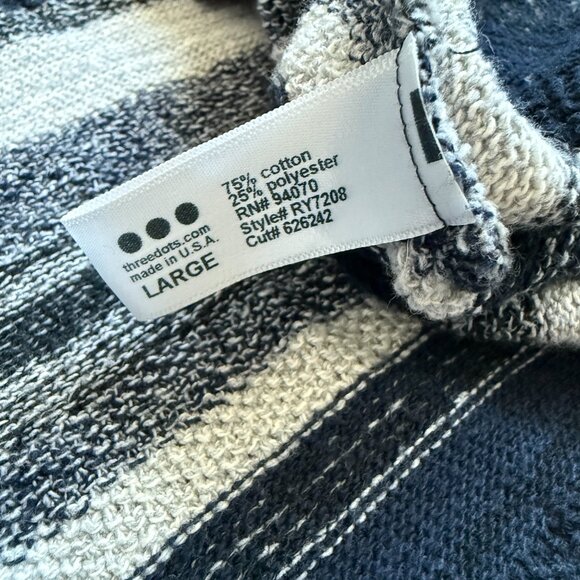 threedots.com
made in U.S.A.
LARGE
75% cotton
25% polyester
RN# 94070
Style# RY7208
Cut# 626242